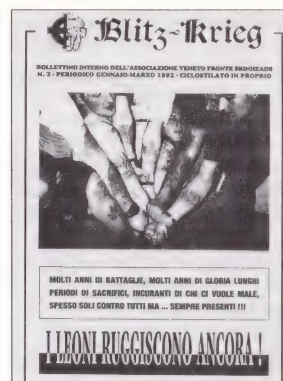 Blitz-Krieg
BOLLETTINO INTERNO DELL'ASSOCIAZIONE VENETO FRONTE SKINHEADS
N. 3 - PERIODICO GENNAIO-MARZO 1992 - CICLOSTILATO IN PROPRIO
MOLTI ANNI DI BATTAGLIE, MOLTI ANNI DI GLORIA LUNGHI
PERIODI DI SACRIFICI, INCURANTI DI CHI CI VUOLE MALE,
SPESSO SOLI CONTRO TUTTI MA ... SEMPRE PRESENTI !!!
I LEONI RUGGISCONO ANCORA !